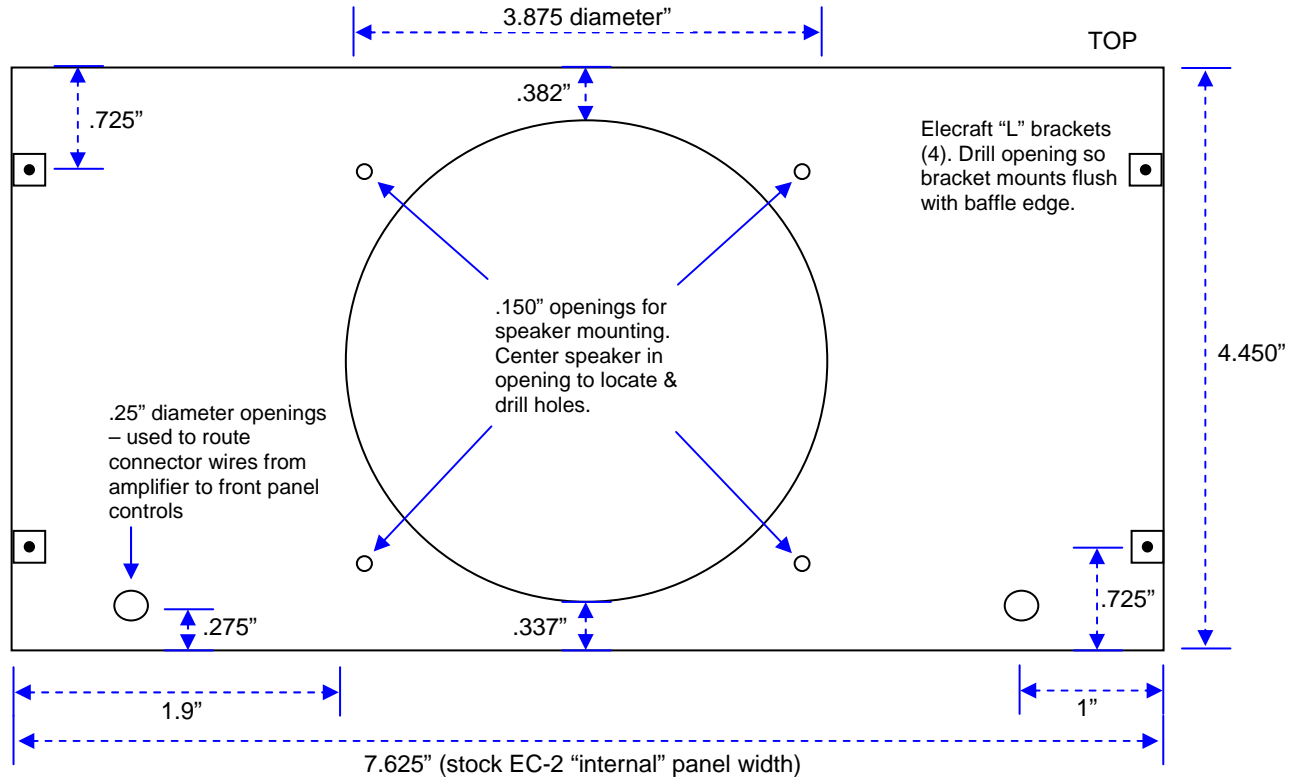 3.875 diameter”
TOP
.725”
.382”
Elecraft “L” brackets
(4). Drill opening so
bracket mounts flush
with baffle edge.
.150” openings for
speaker mounting.
Center speaker in
opening to locate &
drill holes.
4.450”
.25” diameter openings
– used to route
connector wires from
amplifier to front panel
controls
.275”
.337”
.725”
1.9”
1”
7.625” (stock EC-2 “internal” panel width)